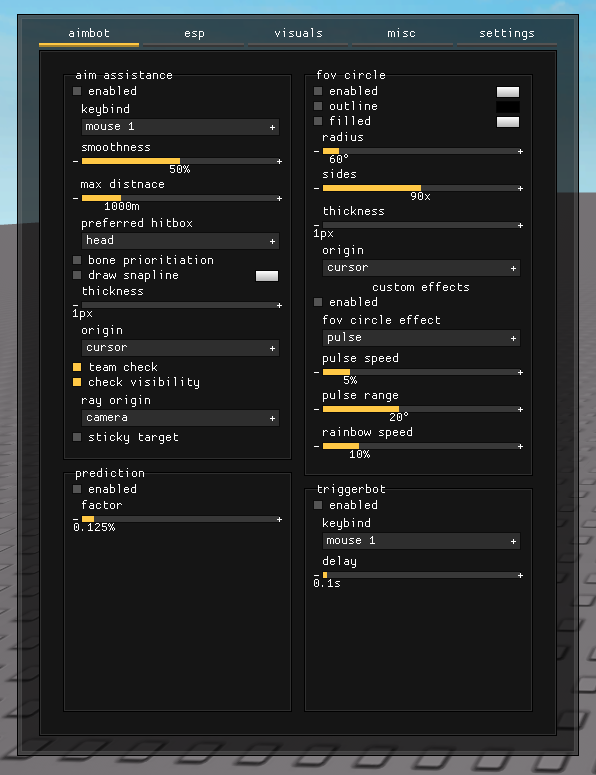 aimbot esp visuals misc settings
aim assistance
enabled
keybind
mouse 1 +
smoothness
- +
50%
max distnace
- +
1000m
preferred hitbox
head +
bone prioritiation
draw snapline
thickness
- +
1px
origin
cursor +
team check
check visibility
ray origin
camera +
sticky target
prediction
enabled
factor
- +
0.125%
fov circle
enabled
outline
filled
radius
- +
60°
sides
- +
90x
thickness
- +
1px
origin
cursor +
custom effects
enabled
fov circle effect
pulse +
pulse speed
- +
5%
pulse range
- +
20°
rainbow speed
- +
10%
triggerbot
enabled
keybind
mouse 1 +
delay
- +
0.1s